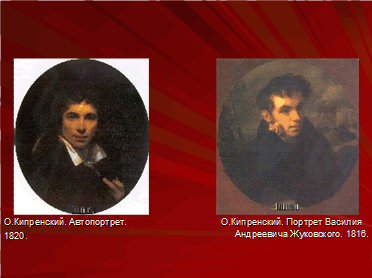 О.Кипренский. Автопортрет.
1820.
О.Кипренский. Портрет Василия
Андреевича Жуковского. 1816.